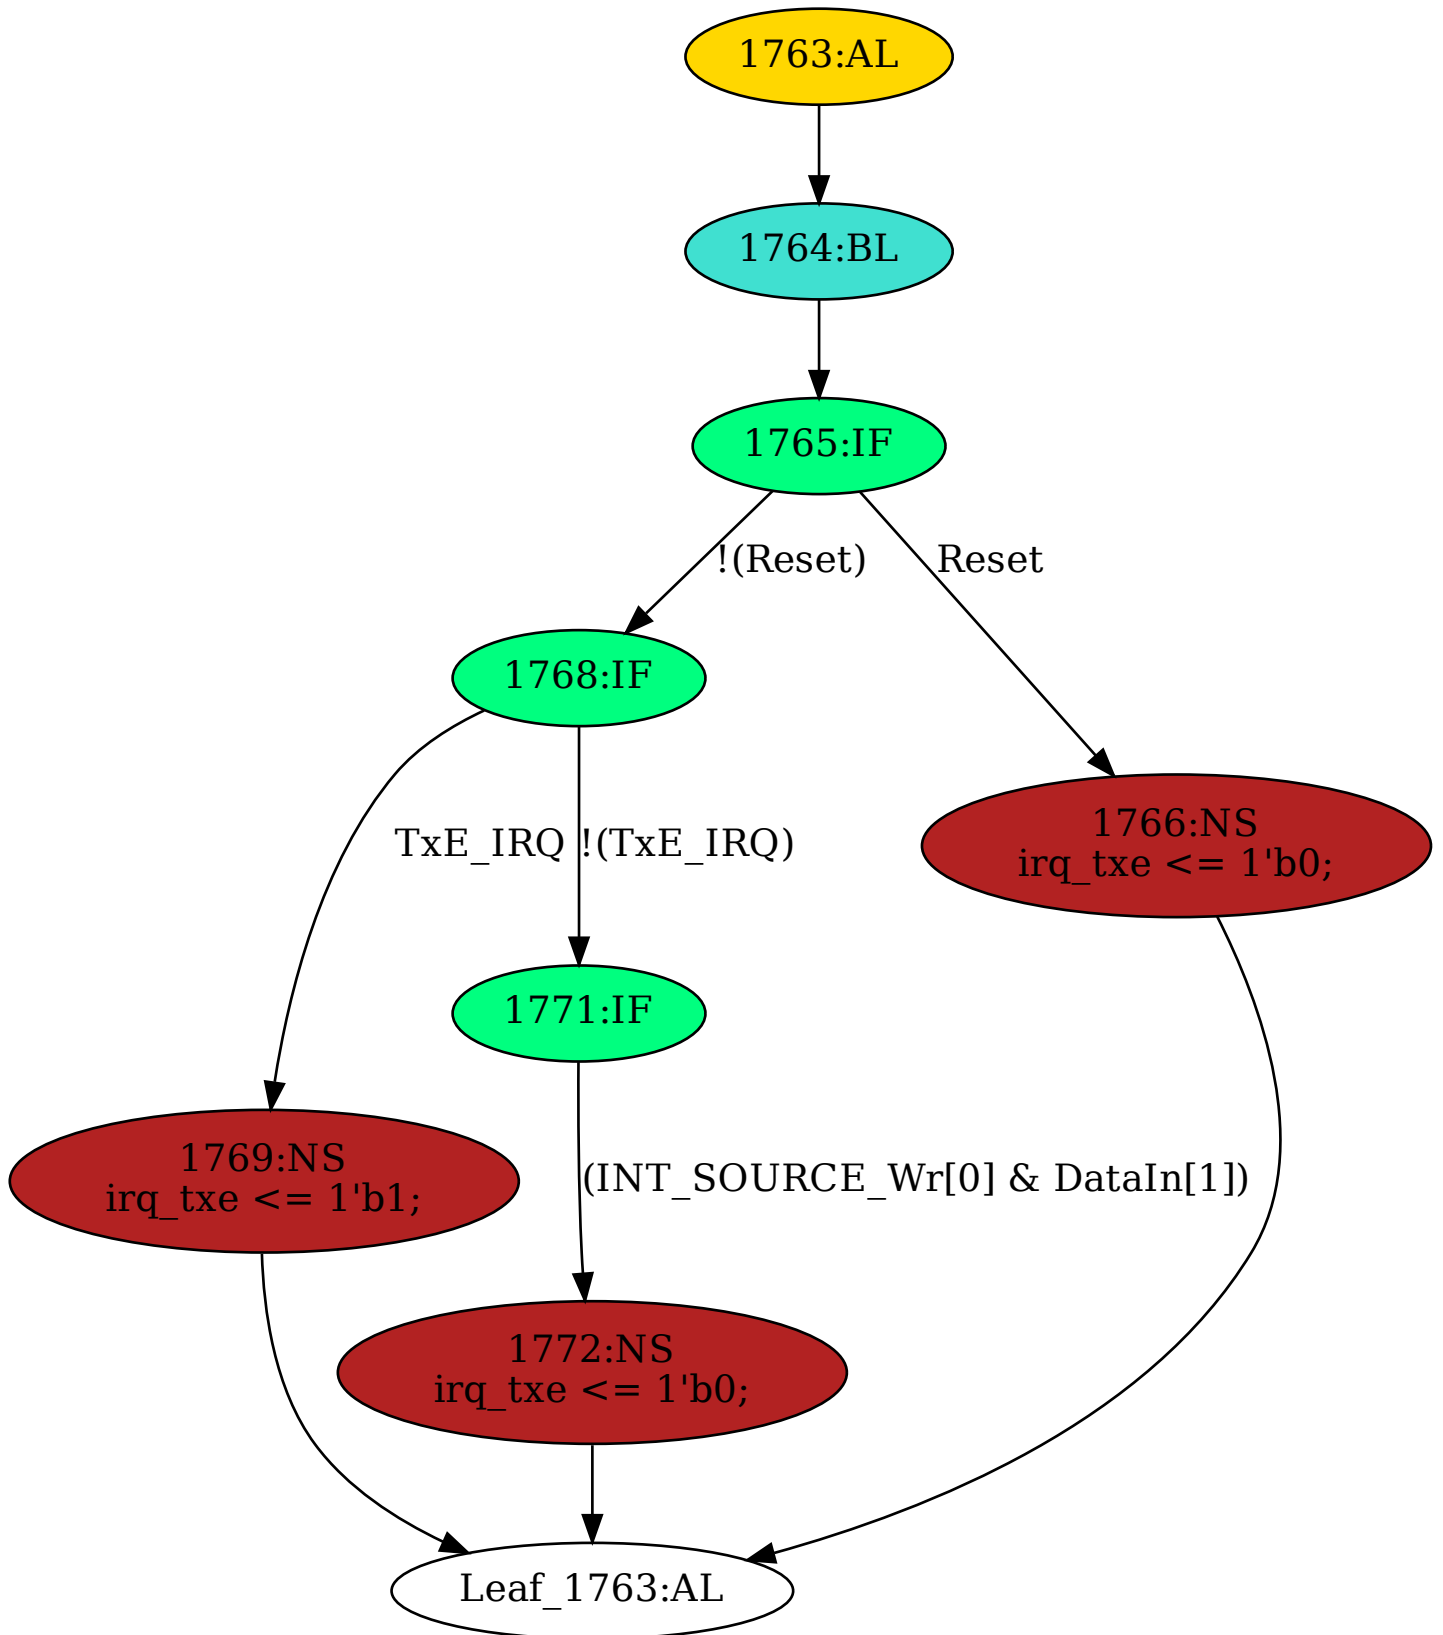 1763:AL
1764:BL
1765:IF
!(Reset)
Reset
1768:IF
1766:NS
irq_txe <= 1'b0;
TxE_IRQ
!(TxE_IRQ)
1771:IF
1769:NS
irq_txe <= 1'b1;
(INT_SOURCE_Wr[0] & DataIn[1])
1772:NS
irq_txe <= 1'b0;
Leaf_1763:AL